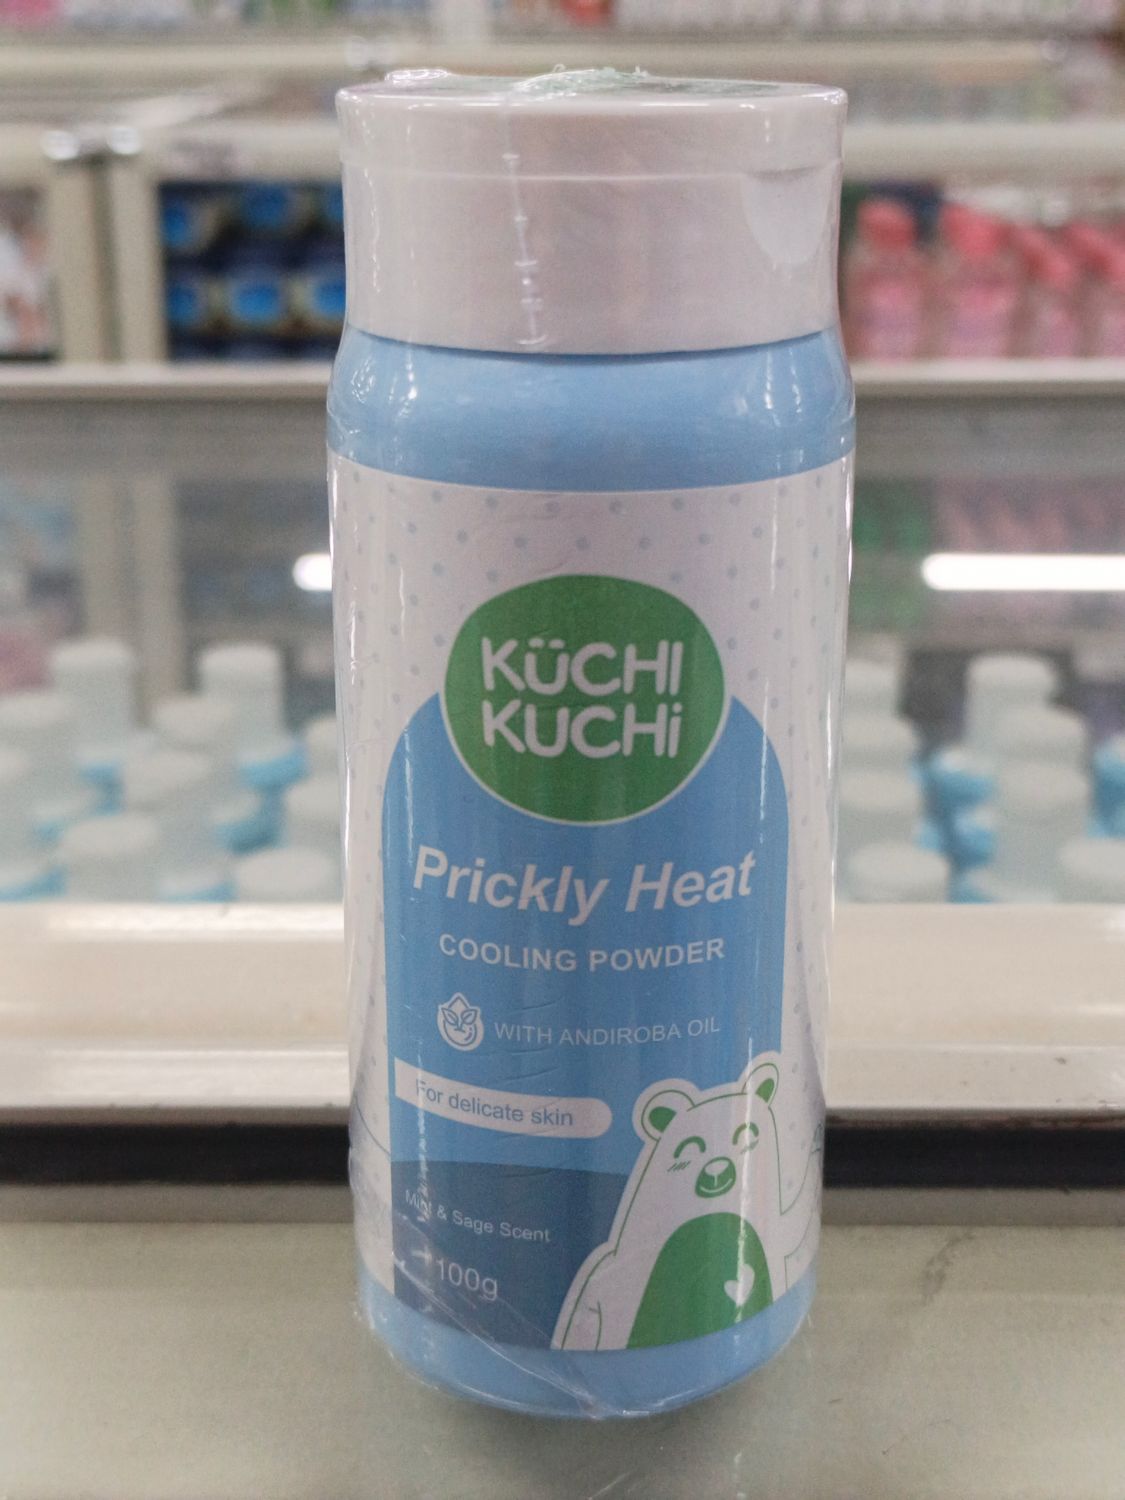 KüCHI
KUCHi
Prickly Heat
COOLING POWDER
WITH ANDIROBA OIL
For delicate skin
Mint & Sage Scent
100g